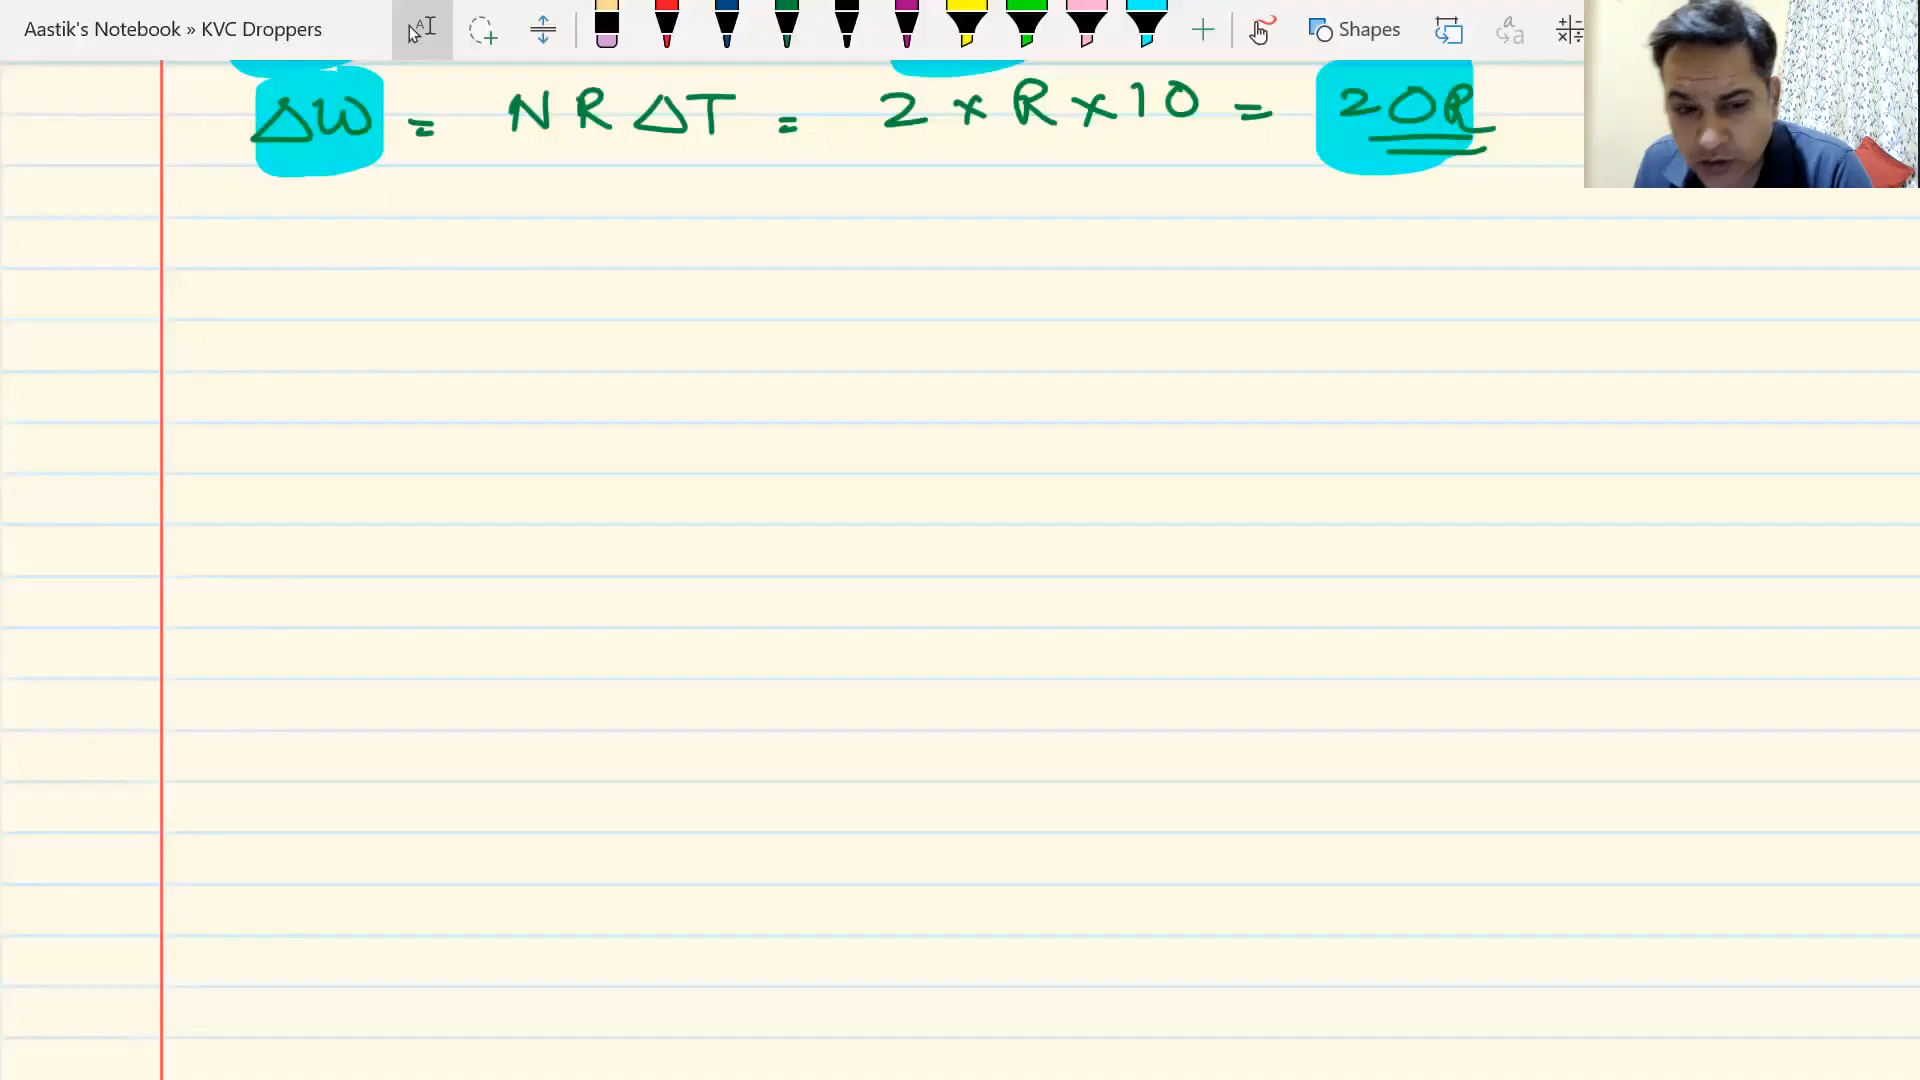 Aastik's Notebook » KVC Droppers
Shapes
ΔW = NRΔT = 2 × R × 10 = 20R